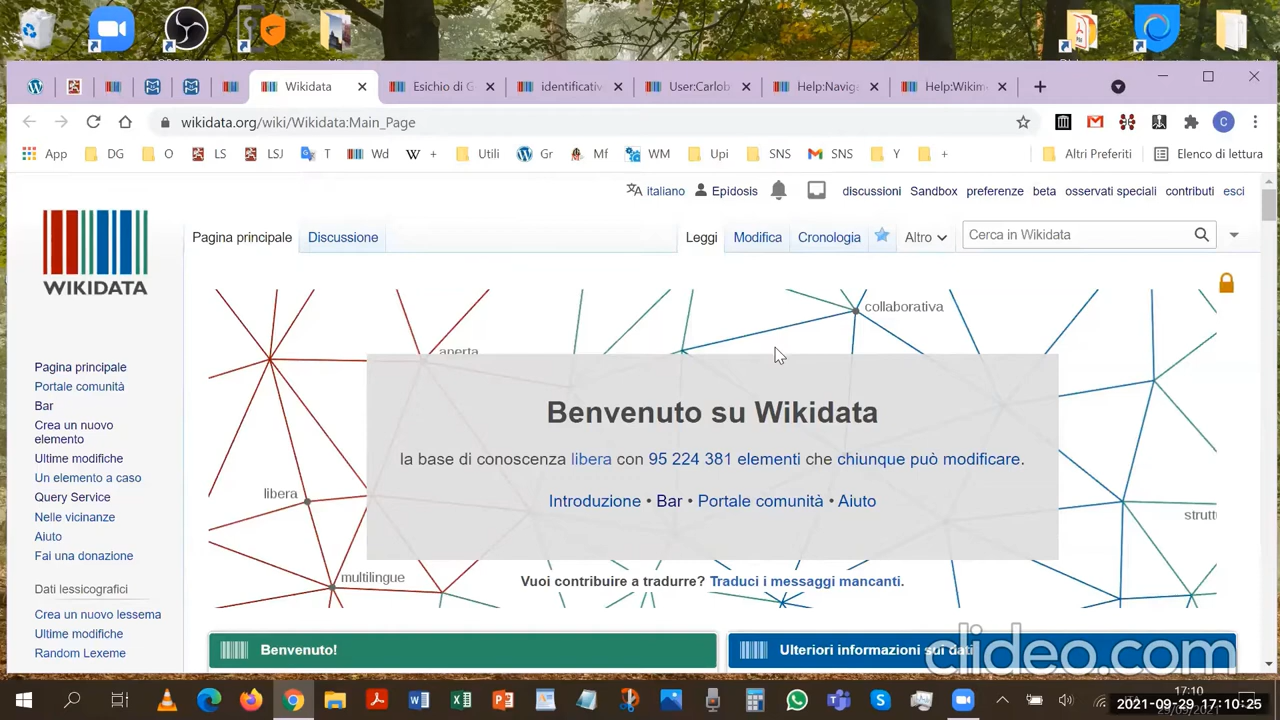 Wikidata
Esichio di G
identificativ
User:Carlob
Help:Navig
Help:Wikim
wikidata.org/wiki/Wikidata:Main_Page
C
App
DG
O
LS
LSJ
T
Wd
W +
Utili
Gr
Mf
WM
Upi
SNS
SNS
Y
+
Altri Preferiti
Elenco di lettura
italiano
Epidosis
discussioni
Sandbox
preferenze
beta
osservati speciali
contributi
esci
WIKIDATA
Pagina principale
Discussione
Leggi
Modifica
Cronologia
Altro
Cerca in Wikidata
collaborativa
aperta
libera
multilingue
strutt
Benvenuto su Wikidata
la base di conoscenza libera con 95 224 381 elementi che chiunque può modificare.
Introduzione • Bar • Portale comunità • Aiuto
Vuoi contribuire a tradurre? Traduci i messaggi mancanti.
Pagina principale
Portale comunità
Bar
Crea un nuovo
elemento
Ultime modifiche
Un elemento a caso
Query Service
Nelle vicinanze
Aiuto
Fai una donazione
Dati lessicografici
Crea un nuovo lessema
Ultime modifiche
Random Lexeme
Benvenuto!
Ulteriori informazioni sui dati
clideo.com
17:10
2021-09-29 17:10:25